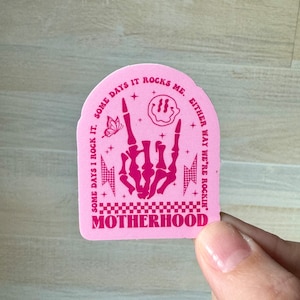 SOME DAYS I ROCK IT. SOME DAYS IT ROCKS ME. EITHER WAY WE'RE ROCKIN'
MOTHERHOOD